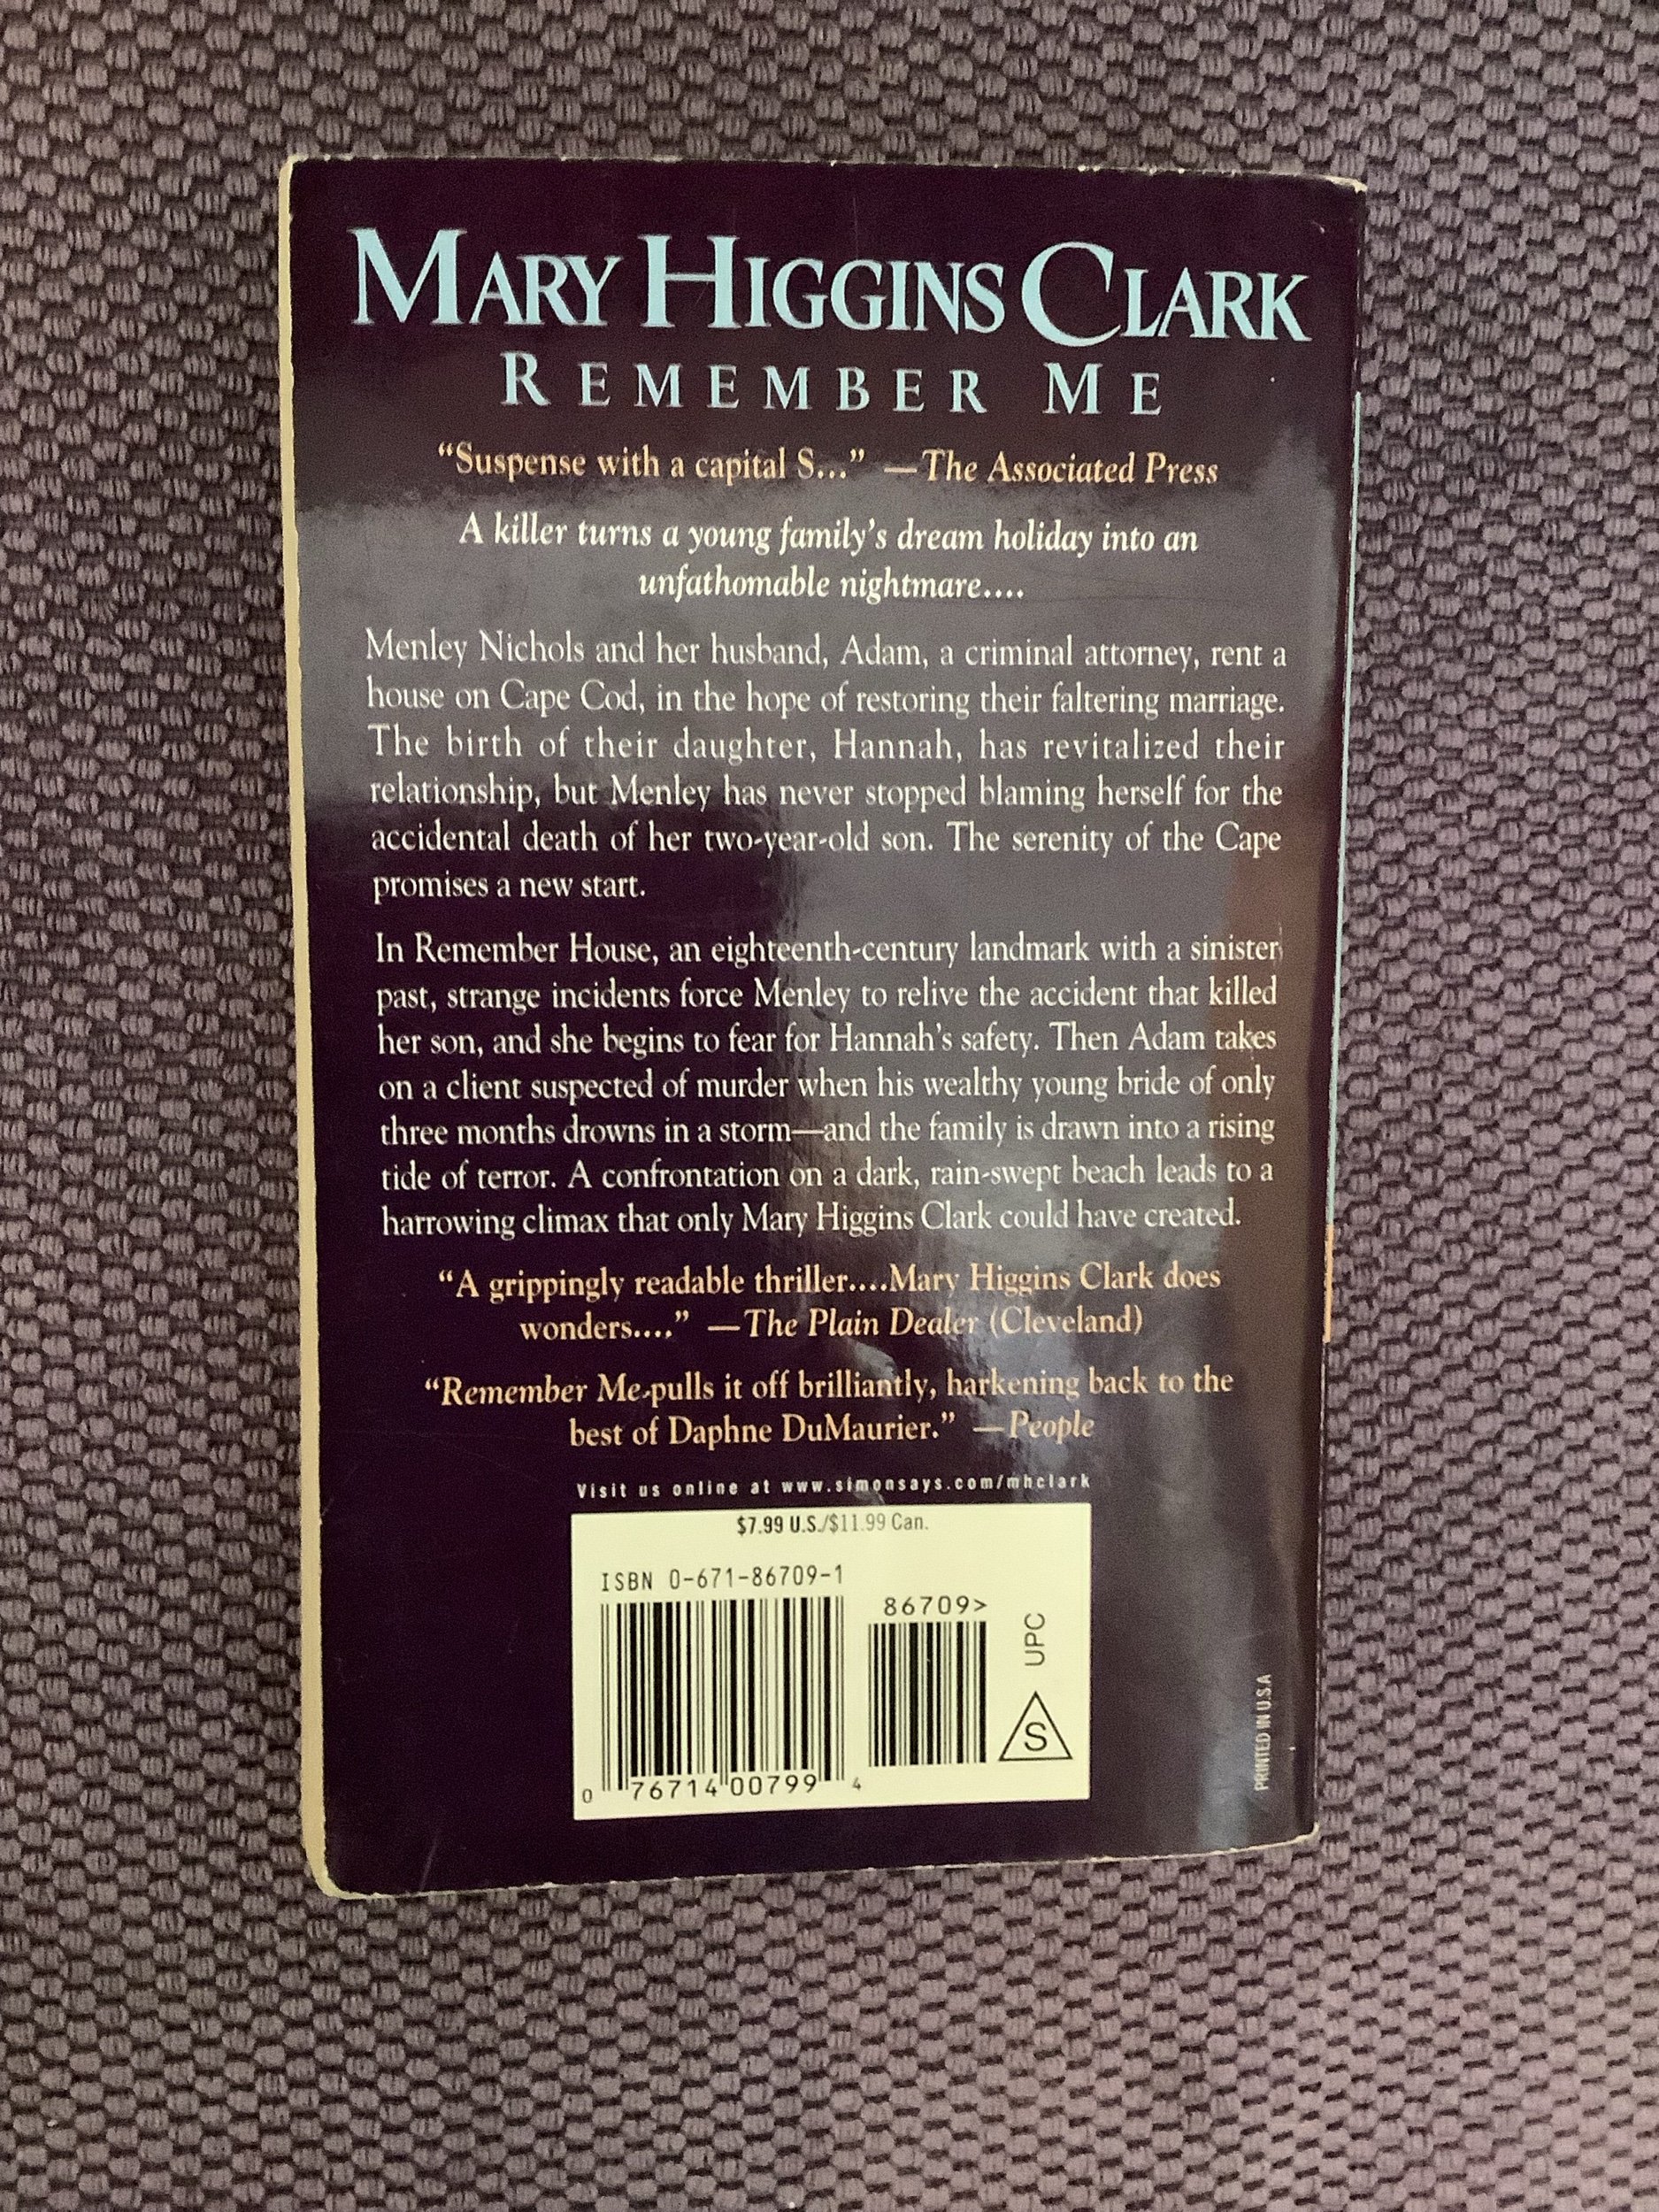 MARY HIGGINS CLARK
REMEMBER ME
“Suspense with a capital S...” —The Associated Press
A killer turns a young family’s dream holiday into an
unfathomable nightmare....
Menley Nichols and her husband, Adam, a criminal attorney, rent a
house on Cape Cod, in the hope of restoring their faltering marriage.
The birth of their daughter, Hannah, has revitalized their
relationship, but Menley has never stopped blaming herself for the
accidental death of her two-year-old son. The serenity of the Cape
promises a new start.
In Remember House, an eighteenth-century landmark with a sinister
past, strange incidents force Menley to relive the accident that killed
her son, and she begins to fear for Hannah’s safety. Then Adam takes
on a client suspected of murder when his wealthy young bride of only
three months drowns in a storm—and the family is drawn into a rising
tide of terror. A confrontation on a dark, rain-swept beach leads to a
harrowing climax that only Mary Higgins Clark could have created.
“A grippingly readable thriller....Mary Higgins Clark does
wonders....” —The Plain Dealer (Cleveland)
“Remember Me pulls it off brilliantly, harkening back to the
best of Daphne DuMaurier.” —People
Visit us online at www.simonsays.com/mhclark
$7.99 U.S./$11.99 Can.
ISBN 0-671-86709-1
86709>
UPC
S
0 76714 00799 4
PRINTED IN U.S.A